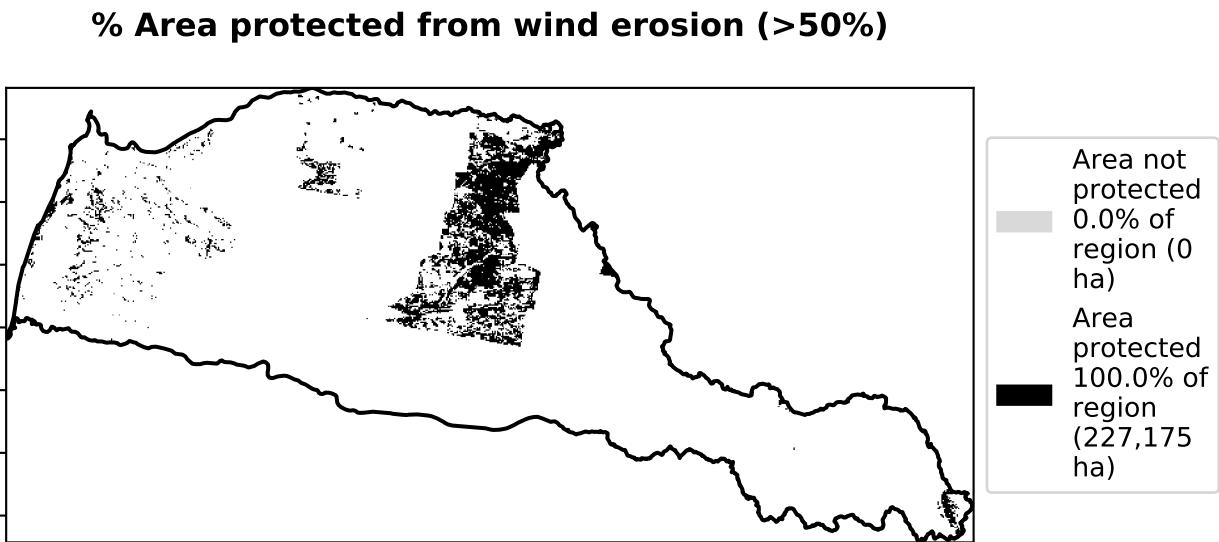 % Area protected from wind erosion (>50%)
Area not
protected
0.0% of
region (0
ha)
Area
protected
100.0% of
region
(227,175
ha)